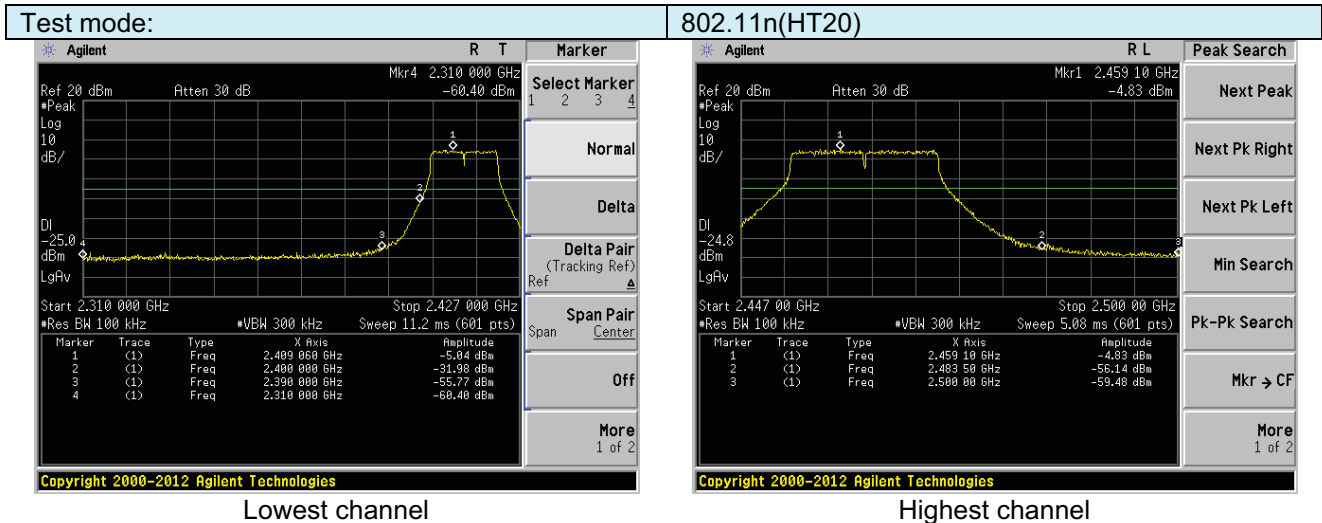 Test mode:
802.11n(HT20)
Agilent
R T
Marker
Mkr4 2.310 000 GHz
Ref 20 dBm
Atten 30 dB
-60.40 dBm
#Peak
Log
10
dB/
DI
-25.0
dBm
LgAv
1
2
3
4
Start 2.310 000 GHz
Stop 2.427 000 GHz
#Res BW 100 kHz
#VBW 300 kHz
Sweep 11.2 ms (601 pts)
Marker Trace Type X Axis Amplitude
1 (1) Freq 2.409 060 GHz -5.04 dBm
2 (1) Freq 2.400 000 GHz -31.98 dBm
3 (1) Freq 2.390 000 GHz -55.77 dBm
4 (1) Freq 2.310 000 GHz -60.40 dBm
Select Marker
1 2 3 4
Normal
Delta
Delta Pair
(Tracking Ref)
Ref Δ
Span Pair
Span Center
Off
More
1 of 2
Copyright 2000-2012 Agilent Technologies
Lowest channel
Agilent
R L
Peak Search
Mkr1 2.459 10 GHz
Ref 20 dBm
Atten 30 dB
-4.83 dBm
#Peak
Log
10
dB/
DI
-24.8
dBm
LgAv
1
2
3
Start 2.447 00 GHz
Stop 2.500 00 GHz
#Res BW 100 kHz
#VBW 300 kHz
Sweep 5.08 ms (601 pts)
Marker Trace Type X Axis Amplitude
1 (1) Freq 2.459 10 GHz -4.83 dBm
2 (1) Freq 2.483 50 GHz -56.14 dBm
3 (1) Freq 2.500 00 GHz -59.48 dBm
Next Peak
Next Pk Right
Next Pk Left
Min Search
Pk-Pk Search
Mkr → CF
More
1 of 2
Copyright 2000-2012 Agilent Technologies
Highest channel